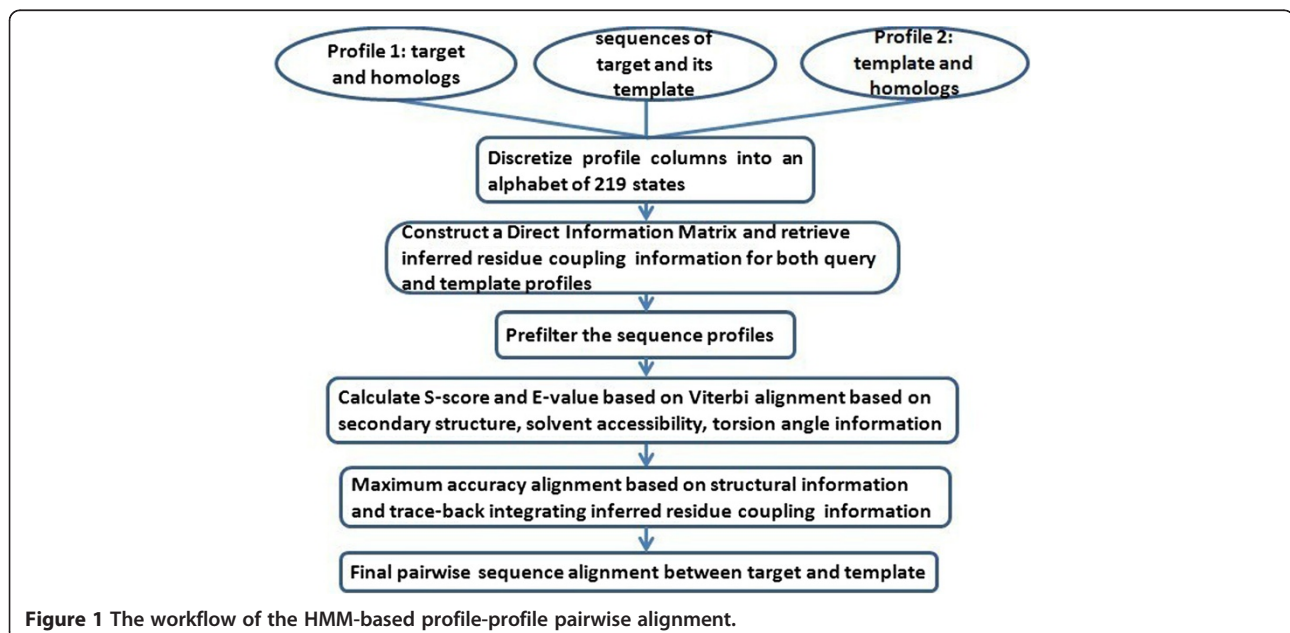 Profile 1: target
and homologs
sequences of
target and its
template
Profile 2:
template and
homologs
Discretize profile columns into an
alphabet of 219 states
Construct a Direct Information Matrix and retrieve
inferred residue coupling information for both query
and template profiles
Prefilter the sequence profiles
Calculate S-score and E-value based on Viterbi alignment based on
secondary structure, solvent accessibility, torsion angle information
Maximum accuracy alignment based on structural information
and trace-back integrating inferred residue coupling information
Final pairwise sequence alignment between target and template
Figure 1 The workflow of the HMM-based profile-profile pairwise alignment.